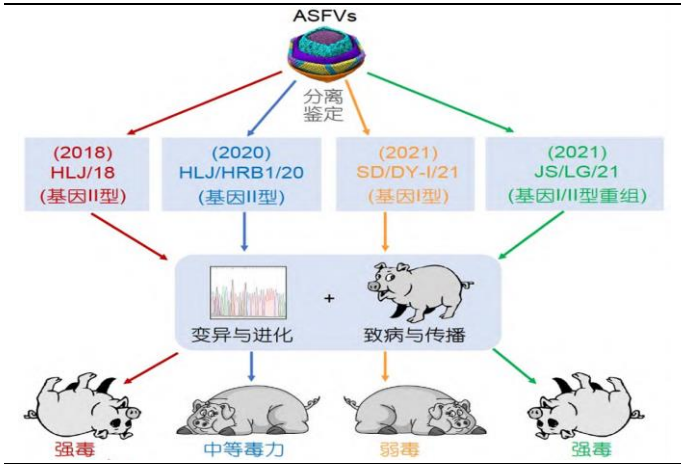 ASFVs
分离
鉴定
(2018)
HLJ/18
(基因II型)
(2020)
HLJ/HRB1/20
(基因II型)
(2021)
SD/DY-I/21
(基因I型)
(2021)
JS/LG/21
(基因I/II型重组)
+
变异与进化
致病与传播
强毒
中等毒力
弱毒
强毒